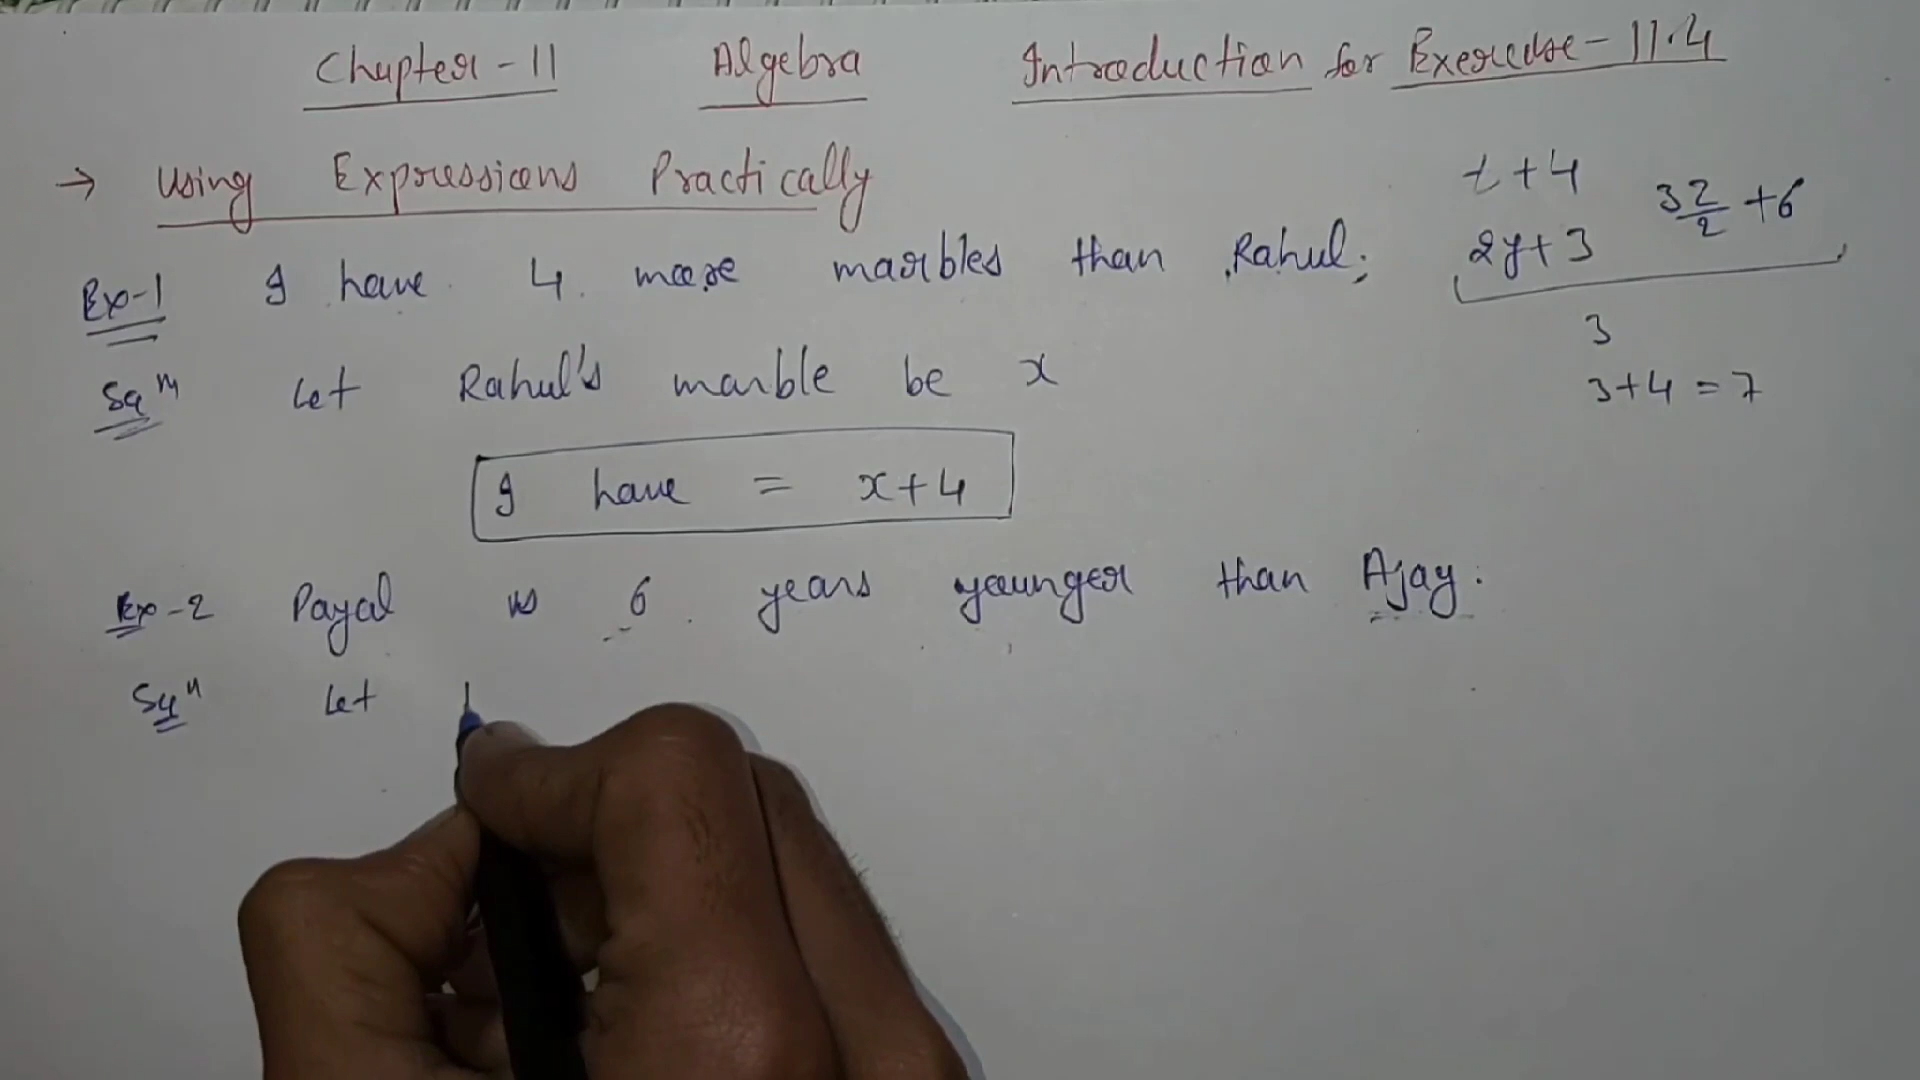 Chapter - 11 Algebra Introduction for Exercise - 11.4
→ Using Expressions Practically
Ex-1 I have 4 more marbles than Rahul;
Solⁿ Let Rahul's marble be x
I have = x+4
Ex-2 Payal is 6 years younger than Ajay.
Solⁿ Let
t+4
2y+3 3z/2 +6
3
3+4 = 7